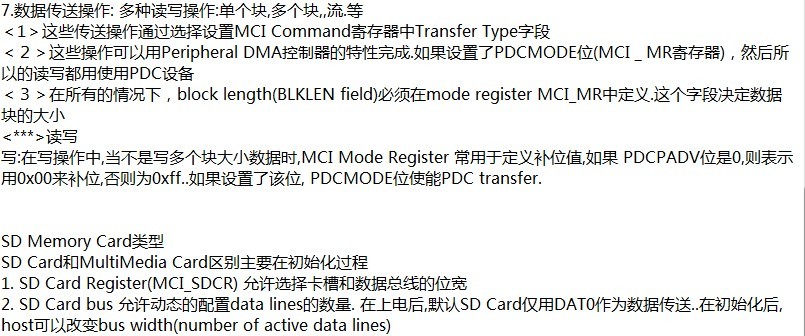 7.数据传送操作: 多种读写操作:单个块,多个块,,流.等
＜1＞这些传送操作通过选择设置MCI Command寄存器中Transfer Type字段
＜２＞这些操作可以用Peripheral DMA控制器的特性完成.如果设置了PDCMODE位(MCI _ MR寄存器)，然后所
以的读写都用使用PDC设备
＜３＞在所有的情况下，block length(BLKLEN field)必须在mode register MCI_MR中定义.这个字段决定数据
块的大小
<***>读写
写:在写操作中,当不是写多个块大小数据时,MCI Mode Register 常用于定义补位值,如果 PDCPADV位是0,则表示
用0x00来补位,否则为0xff..如果设置了该位, PDCMODE位使能PDC transfer.
SD Memory Card类型
SD Card和MultiMedia Card区别主要在初始化过程
1. SD Card Register(MCI_SDCR) 允许选择卡槽和数据总线的位宽
2. SD Card bus 允许动态的配置data lines的数量. 在上电后,默认SD Card仅用DAT0作为数据传送..在初始化后,
host可以改变bus width(number of active data lines)